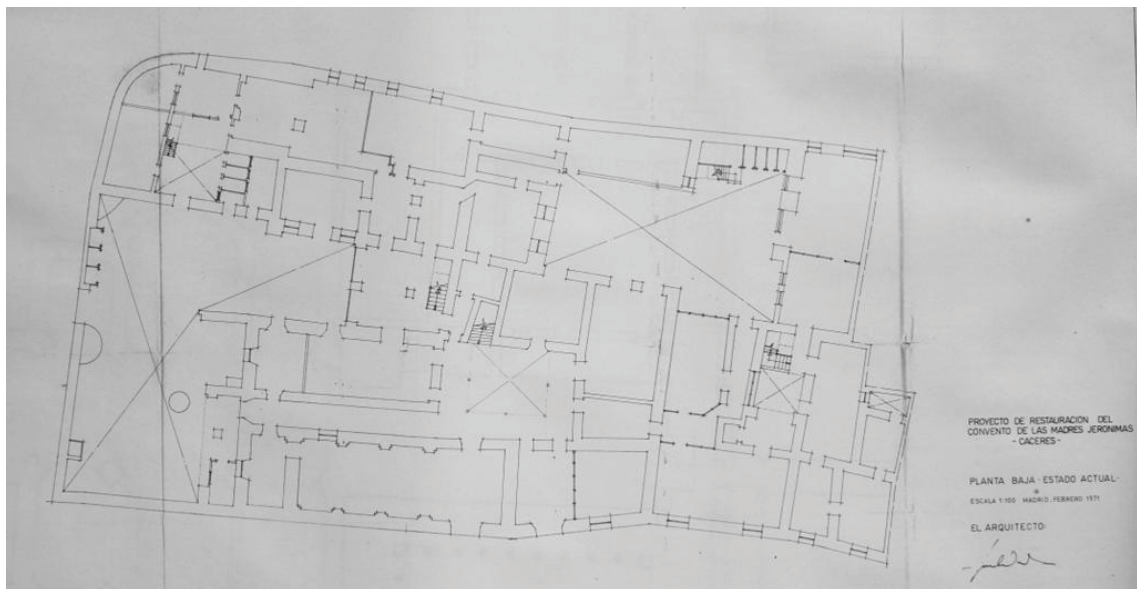 PROYECTO DE RESTAURACIÓN DEL
CONVENTO DE LAS MADRES JERONIMAS
- CACERES -
PLANTA BAJA - ESTADO ACTUAL -
ESCALA 1:100 MADRID, FEBRERO 1971
EL ARQUITECTO: